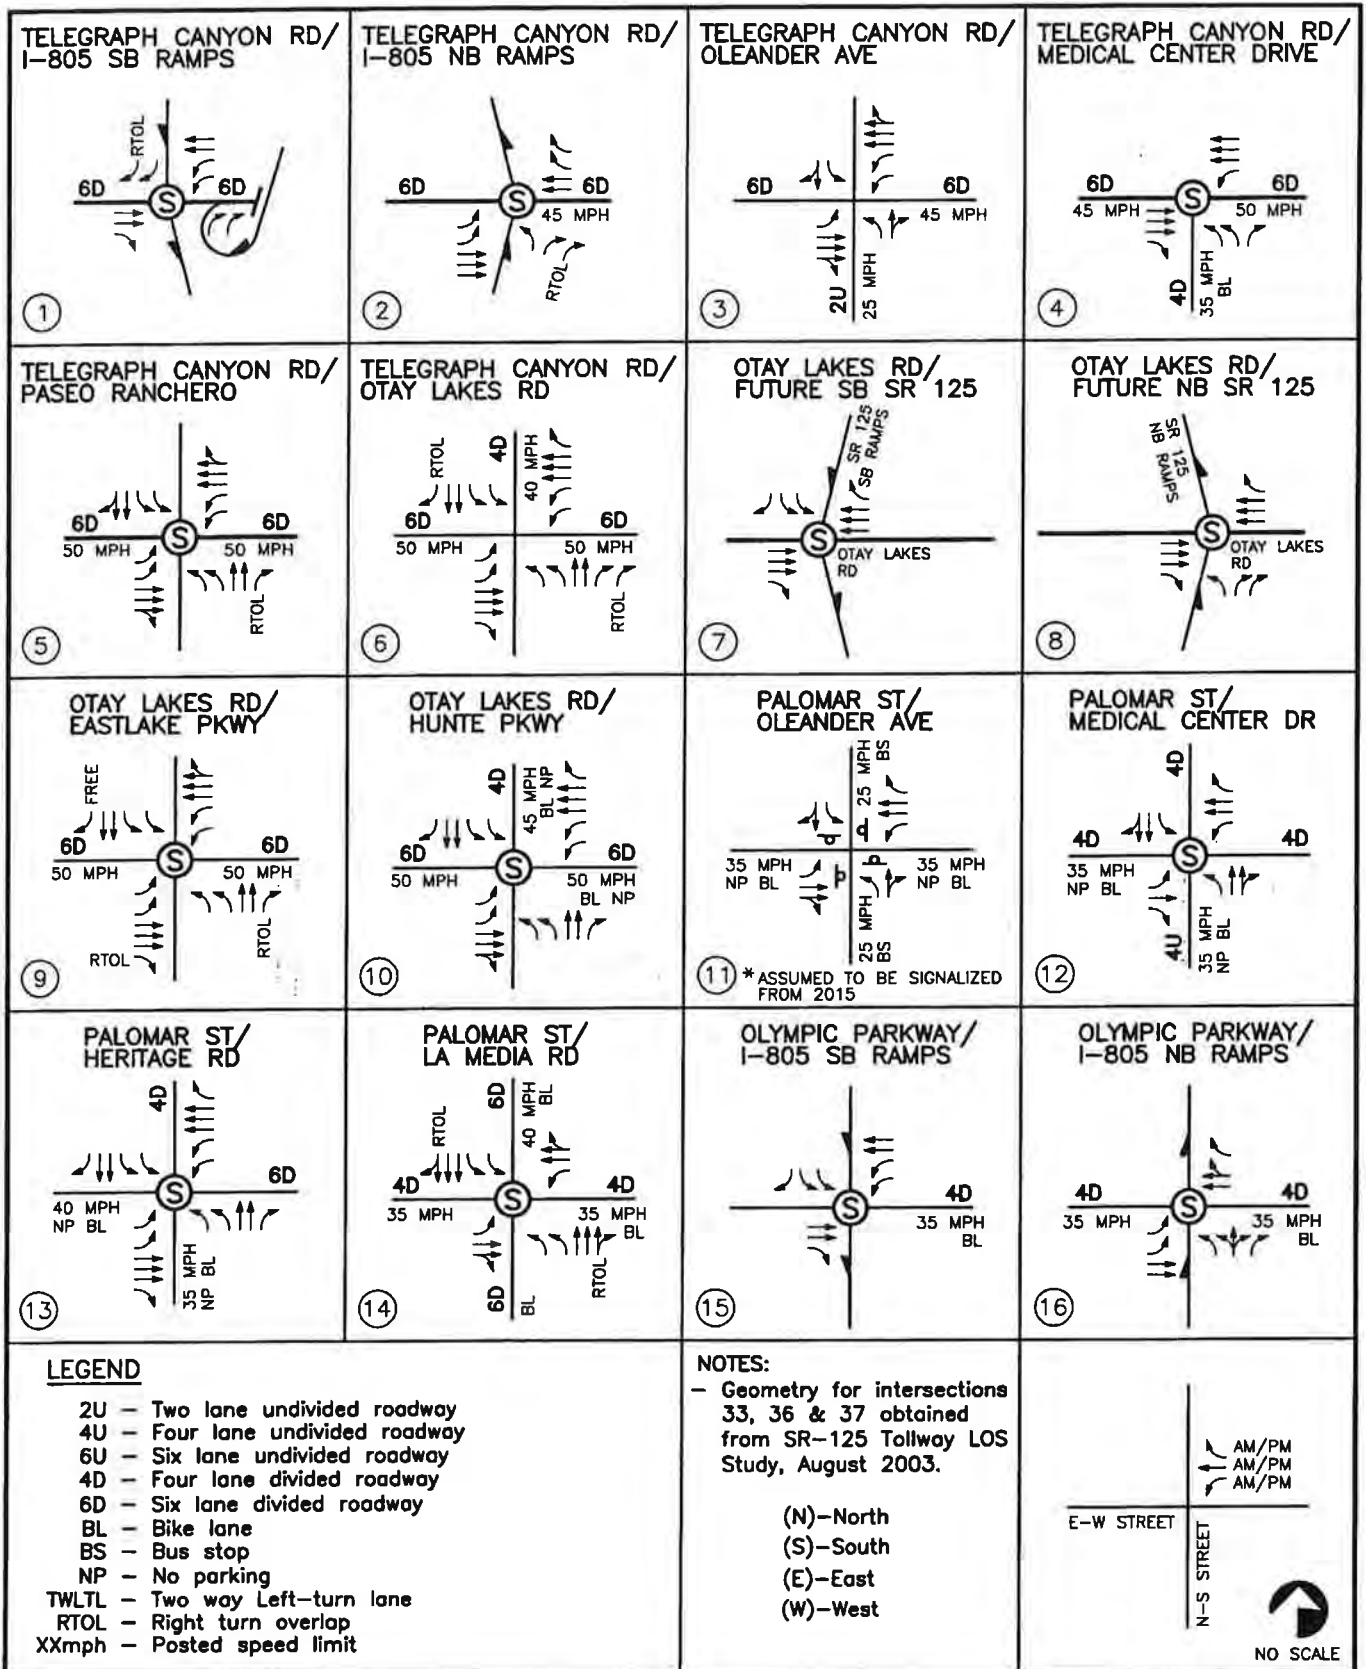 TELEGRAPH CANYON RD/
I-805 SB RAMPS
RTOL
6D
6D
S
1
TELEGRAPH CANYON RD/
I-805 NB RAMPS
6D
6D
S
45 MPH
RTOL
2
TELEGRAPH CANYON RD/
OLEANDER AVE
6D
6D
45 MPH
2U
25 MPH
3
TELEGRAPH CANYON RD/
MEDICAL CENTER DRIVE
6D
6D
S
45 MPH
50 MPH
4D
35 MPH
BL
4
TELEGRAPH CANYON RD/
PASEO RANCHERO
6D
6D
S
50 MPH
50 MPH
RTOL
5
TELEGRAPH CANYON RD/
OTAY LAKES RD
RTOL
4D
40 MPH
6D
6D
50 MPH
50 MPH
RTOL
6
OTAY LAKES RD/
FUTURE SB SR 125
SR 125
SB RAMPS
S
OTAY LAKES
RD
7
OTAY LAKES RD/
FUTURE NB SR 125
SR 125
NB RAMPS
S
OTAY LAKES
RD
8
OTAY LAKES RD/
EASTLAKE PKWY
FREE
6D
6D
S
50 MPH
50 MPH
RTOL
RTOL
9
OTAY LAKES RD/
HUNTE PKWY
4D
45 MPH
BL NP
6D
6D
S
50 MPH
50 MPH
BL NP
10
PALOMAR ST/
OLEANDER AVE
25 MPH
BS
35 MPH
NP BL
35 MPH
NP BL
25 MPH
BS
11
*ASSUMED TO BE SIGNALIZED
FROM 2015
PALOMAR ST/
MEDICAL CENTER DR
4D
4D
4D
S
35 MPH
NP BL
4U
35 MPH
NP BL
12
PALOMAR ST/
HERITAGE RD
4D
6D
S
40 MPH
NP BL
35 MPH
NP BL
13
PALOMAR ST/
LA MEDIA RD
RTOL
6D
40 MPH
BL
4D
4D
S
35 MPH
35 MPH
BL
6D
BL
RTOL
14
OLYMPIC PARKWAY/
I-805 SB RAMPS
S
4D
35 MPH
BL
15
OLYMPIC PARKWAY/
I-805 NB RAMPS
4D
4D
S
35 MPH
35 MPH
BL
16
LEGEND
2U – Two lane undivided roadway
4U – Four lane undivided roadway
6U – Six lane undivided roadway
4D – Four lane divided roadway
6D – Six lane divided roadway
BL – Bike lane
BS – Bus stop
NP – No parking
TWLTL – Two way Left-turn lane
RTOL – Right turn overlap
XXmph – Posted speed limit
NOTES:
– Geometry for intersections
33, 36 & 37 obtained
from SR-125 Tollway LOS
Study, August 2003.
(N)-North
(S)-South
(E)-East
(W)-West
AM/PM
AM/PM
AM/PM
E-W STREET
N-S STREET
NO SCALE